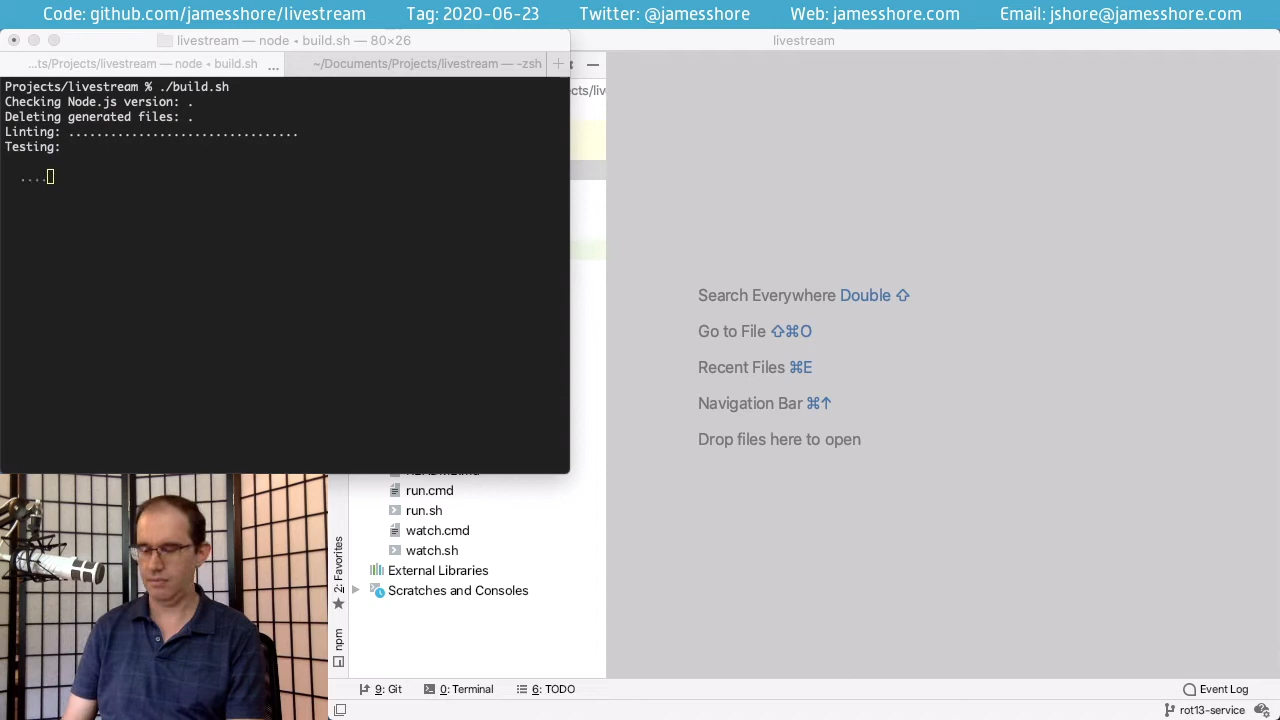 Code: github.com/jamesshore/livestream Tag: 2020-06-23 Twitter: @jamesshore Web: jamesshore.com Email: jshore@jamesshore.com
livestream — node ◂ build.sh — 80×26
livestream
...ts/Projects/livestream — node ◂ build.sh ...
~/Documents/Projects/livestream — -zsh +
Projects/livestream % ./build.sh
Checking Node.js version: .
Deleting generated files: .
Linting: .................................
Testing:
....
Search Everywhere Double ⇧
Go to File ⇧⌘O
Recent Files ⌘E
Navigation Bar ⌘↑
Drop files here to open
run.cmd
run.sh
watch.cmd
watch.sh
External Libraries
Scratches and Consoles
2: Favorites
npm
9: Git 0: Terminal 6: TODO
Event Log
rot13-service